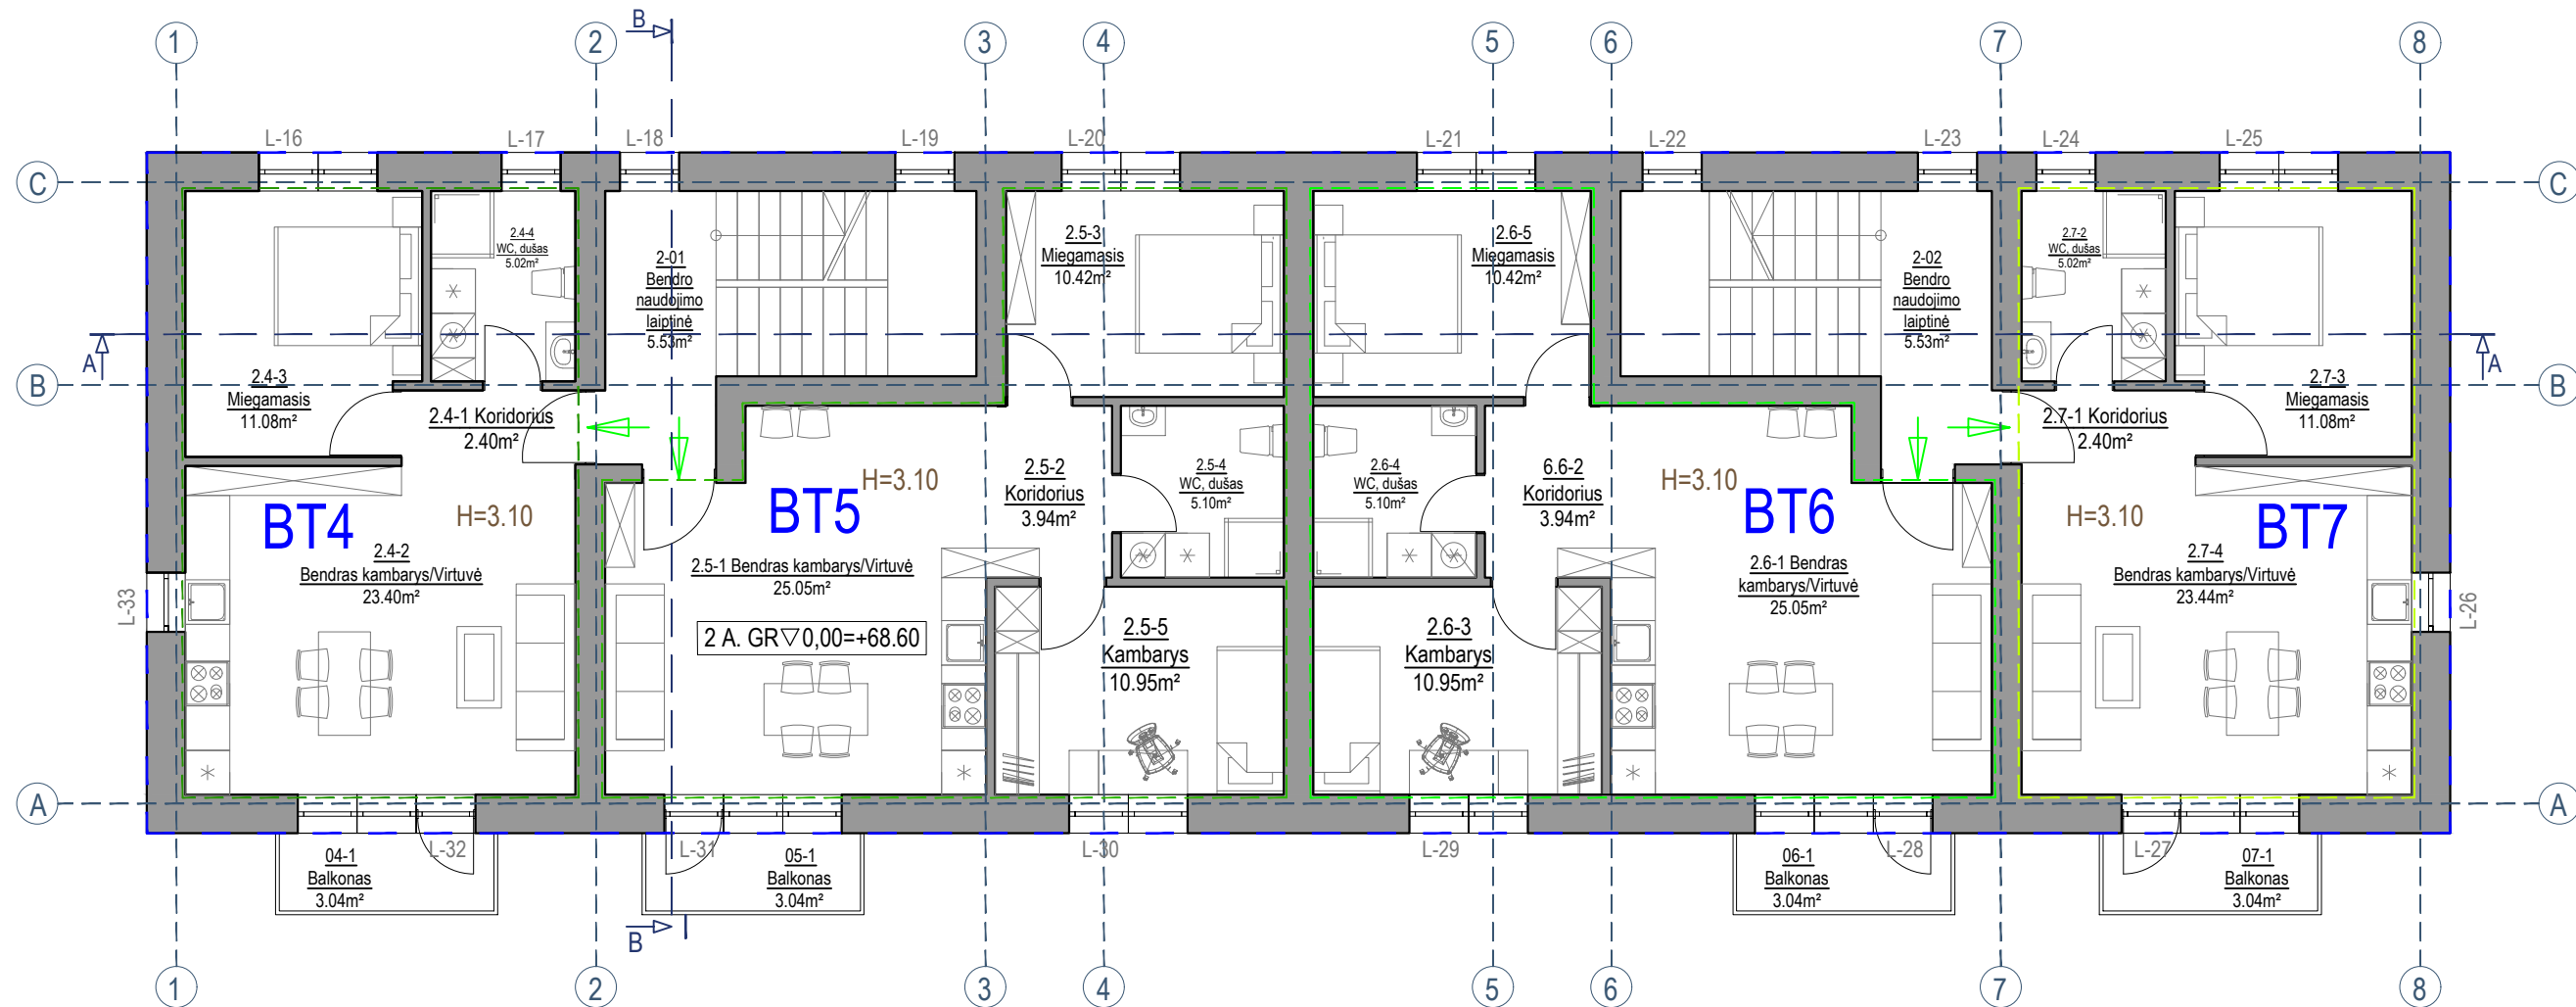 B
1
2
3
4
5
6
7
8
L-16
L-17
L-18
L-19
L-20
L-21
L-22
L-23
L-24
L-25
C
C
2.4-4
WC, dušas
5.02m²
2-01
Bendro
naudojimo
laiptinė
5.53m²
2.5-3
Miegamasis
10.42m²
2.6-5
Miegamasis
10.42m²
2-02
Bendro
naudojimo
laiptinė
5.53m²
2.7-2
WC, dušas
5.02m²
A
A
B
B
2.4-3
Miegamasis
11.08m²
2.4-1 Koridorius
2.40m²
2.7-1 Koridorius
2.40m²
2.7-3
Miegamasis
11.08m²
BT4
H=3.10
BT5
H=3.10
2.5-2
Koridorius
3.94m²
2.5-4
WC, dušas
5.10m²
2.6-4
WC, dušas
5.10m²
6.6-2
Koridorius
3.94m²
H=3.10
BT6
H=3.10
BT7
2.4-2
Bendras kambarys/Virtuvė
23.40m²
2.5-1 Bendras kambarys/Virtuvė
25.05m²
2.6-1 Bendras
kambarys/Virtuvė
25.05m²
2.7-4
Bendras kambarys/Virtuvė
23.44m²
L-33
L-26
2 A. GR▽0,00=+68.60
2.5-5
Kambarys
10.95m²
2.6-3
Kambarys
10.95m²
A
A
L-32
L-31
L-30
L-29
L-28
L-27
04-1
Balkonas
3.04m²
05-1
Balkonas
3.04m²
06-1
Balkonas
3.04m²
07-1
Balkonas
3.04m²
B
1
2
3
4
5
6
7
8